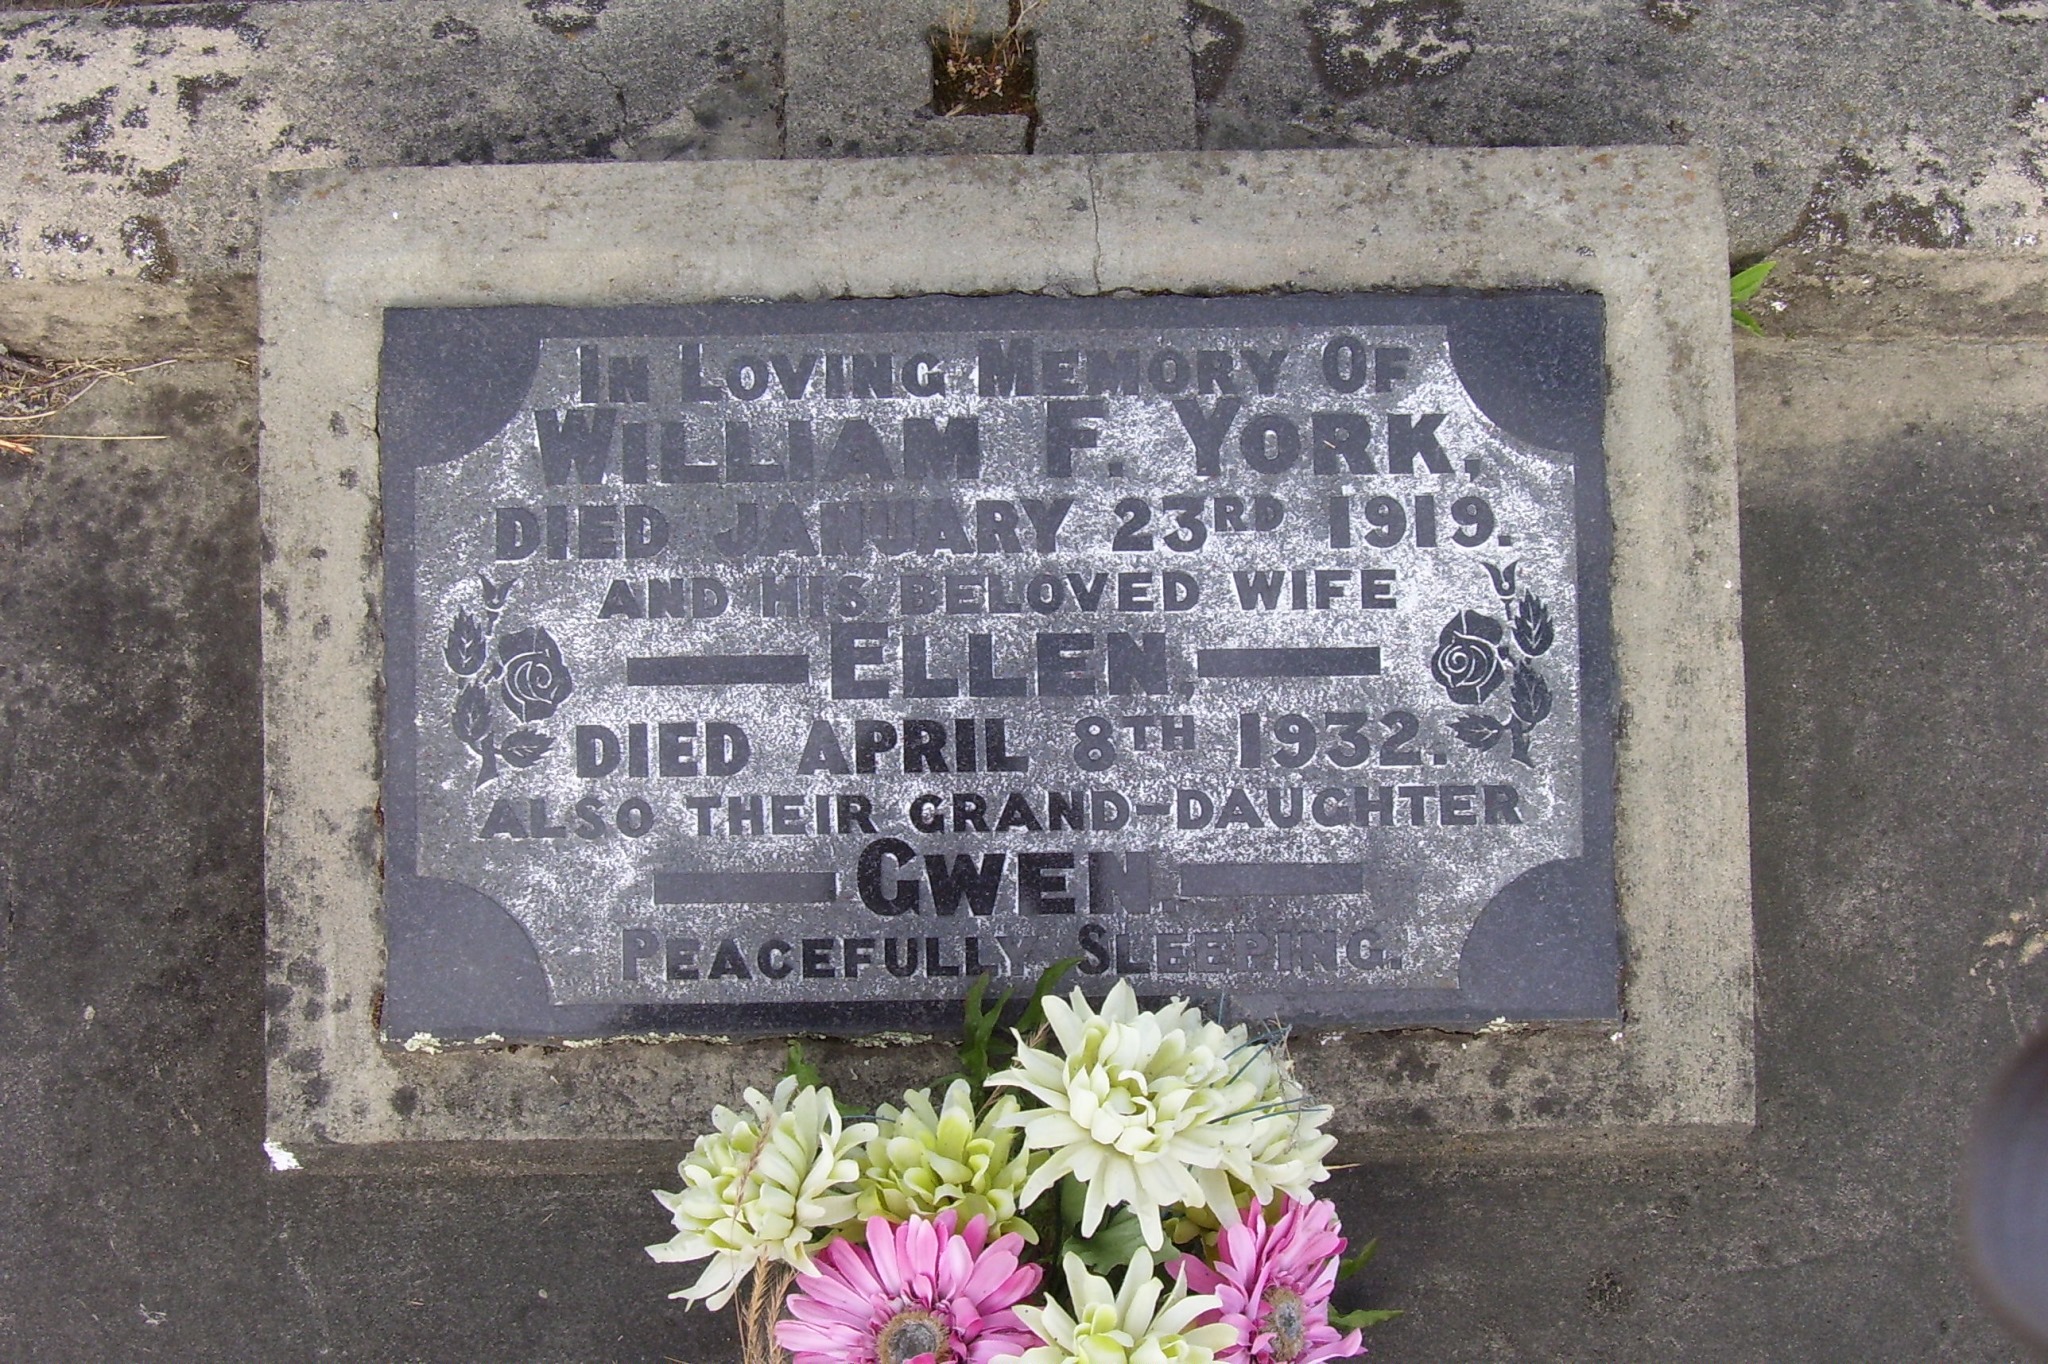 IN LOVING MEMORY OF
WILLIAM F. YORK,
DIED JANUARY 23RD 1919.
AND HIS BELOVED WIFE
ELLEN,
DIED APRIL 8TH 1932.
ALSO THEIR GRAND-DAUGHTER
GWEN.
PEACEFULLY SLEEPING.